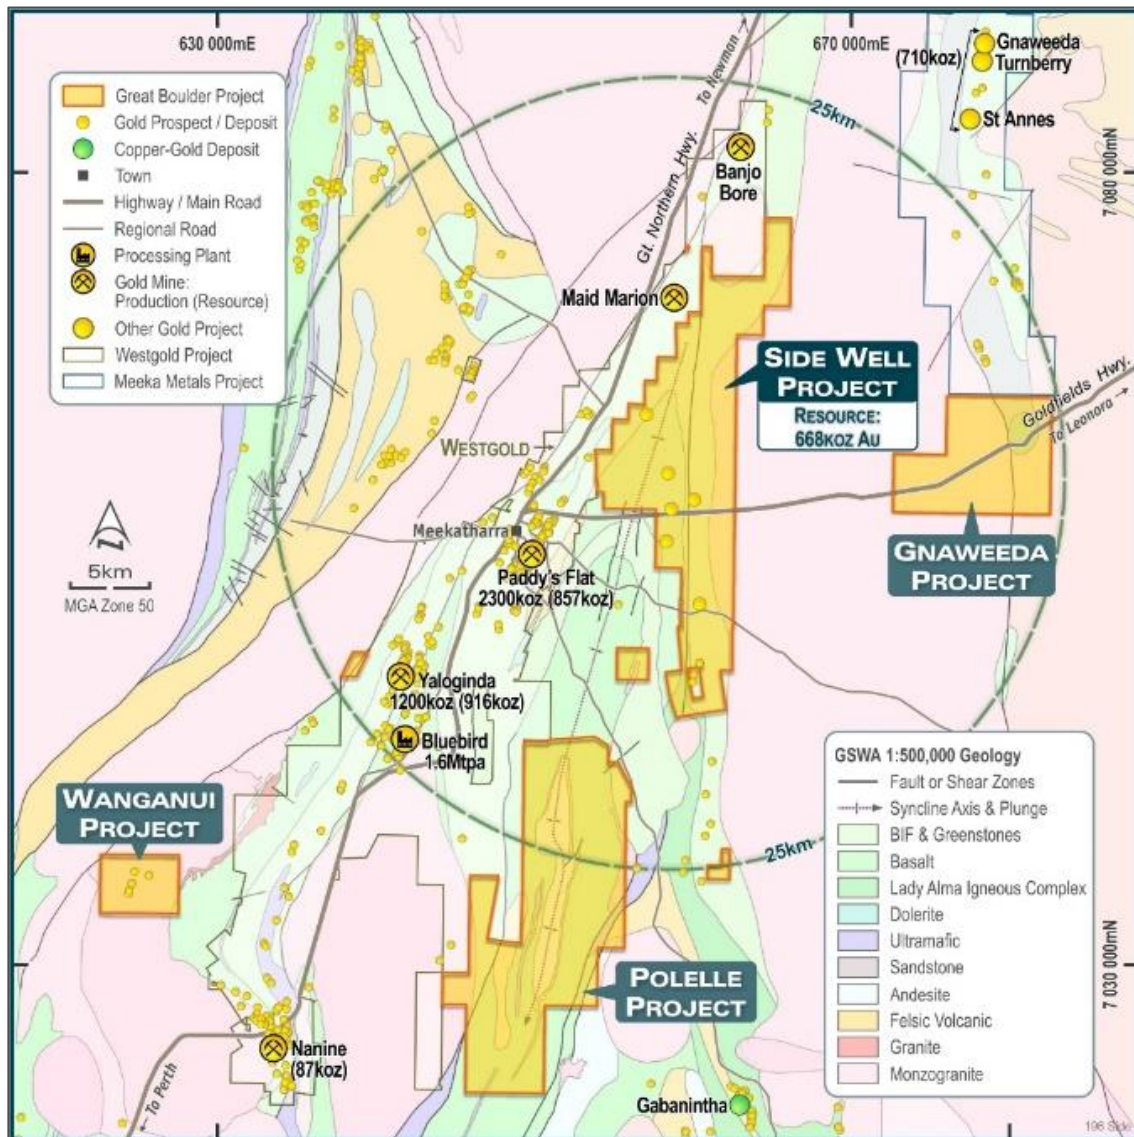 630 000mE
670 000mE
To Newman
Gnaweeda
(710koz)
Turnberry
St Annes
25km
Great Boulder Project
Gold Prospect / Deposit
Copper-Gold Deposit
Town
Highway / Main Road
Regional Road
Processing Plant
Gold Mine:
Production (Resource)
Other Gold Project
Westgold Project
Meeka Metals Project
Banjo
Bore
Gt. Northern Hwy.
7 080 000mN
Maid Marion
SIDE WELL
PROJECT
RESOURCE:
668KOZ AU
Goldfields Hwy.
To Leonora
WESTGOLD
Meekatharra
5km
MGA Zone 50
Paddy's Flat
2300koz (857koz)
GNAWEEDA
PROJECT
Yaloginda
1200koz (916koz)
Bluebird
1.6Mtpa
WANGANUI
PROJECT
25km
GSWA 1:500,000 Geology
Fault or Shear Zones
Syncline Axis & Plunge
BIF & Greenstones
Basalt
Lady Alma Igneous Complex
Dolerite
Ultramafic
Sandstone
Andesite
Felsic Volcanic
Granite
Monzogranite
7 030 000mN
POLELLE
PROJECT
Nanine
(87koz)
To Perth
Gabanintha